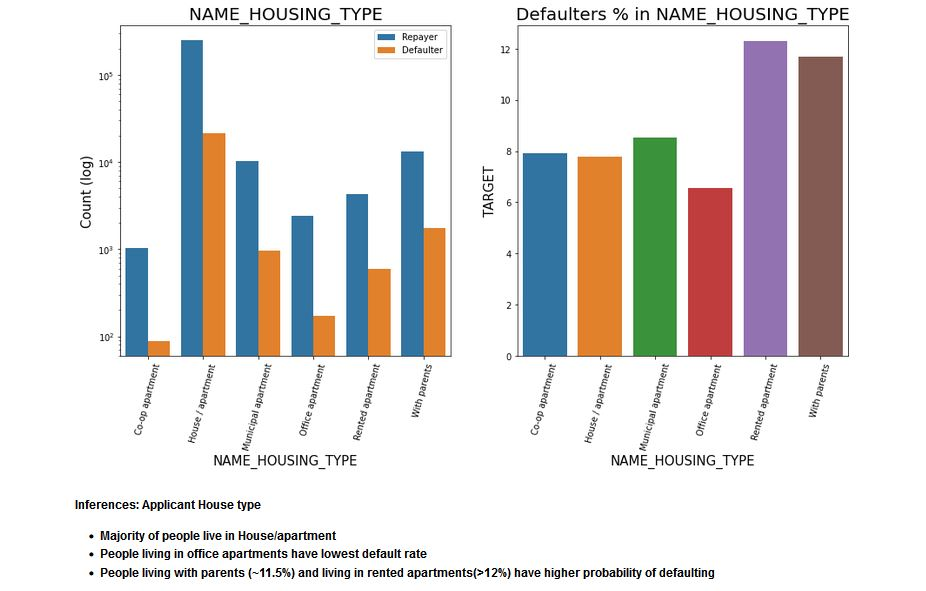 NAME_HOUSING_TYPE
Repayer
Defaulter
Count (log)
10^5
10^4
10^3
10^2
Co-op apartment
House / apartment
Municipal apartment
Office apartment
Rented apartment
With parents
NAME_HOUSING_TYPE
Defaulters % in NAME_HOUSING_TYPE
TARGET
12
10
8
6
4
2
0
Co-op apartment
House / apartment
Municipal apartment
Office apartment
Rented apartment
With parents
NAME_HOUSING_TYPE
Inferences: Applicant House type
• Majority of people live in House/apartment
• People living in office apartments have lowest default rate
• People living with parents (~11.5%) and living in rented apartments(>12%) have higher probability of defaulting